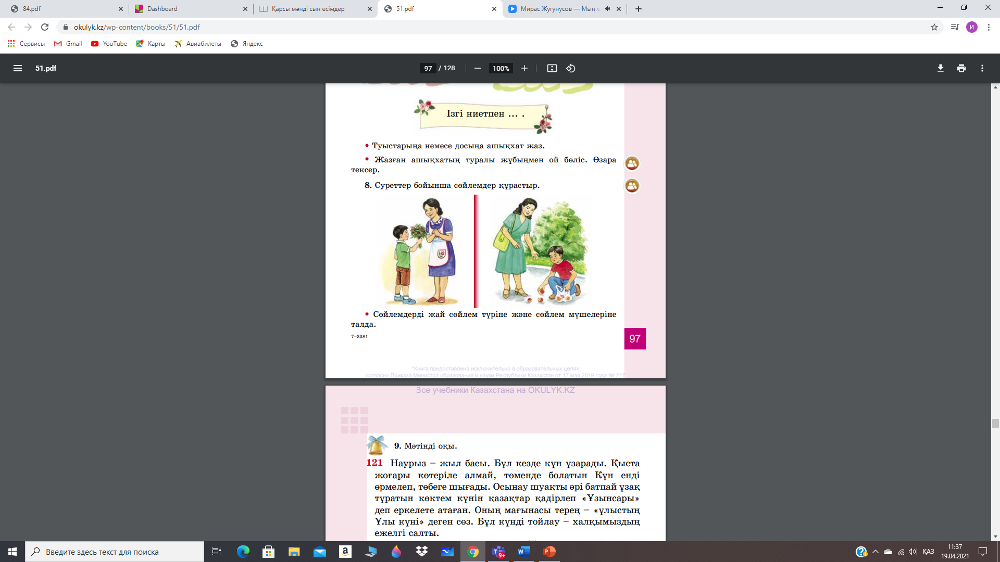 84.pdf
Dashboard
Қарсы мәнді сын есімдер
51.pdf
Мирас Жугунусов — Мың
okulyk.kz/wp-content/books/51/51.pdf
И
Сервисы
Gmail
YouTube
Карты
Авиабилеты
Яндекс
51.pdf
97 / 128
100%
Ізгі ниетпен ... .
• Туыстарыңа немесе досыңа ашықхат жаз.
• Жазған ашықхатың туралы жұбыңмен ой бөліс. Өзара
тексер.
8. Суреттер бойынша сөйлемдер құрастыр.
• Сөйлемдерді жай сөйлем түріне және сөйлем мүшелеріне
талда.
7–3381
97
*Книга предоставлена исключительно в образовательных целях
согласно Приказа Министра образования и науки Республики Казахстан от 17 мая 2019 года № 217
Все учебники Казахстана на OKULYK.KZ
9. Мәтінді оқы.
121 Наурыз – жыл басы. Бұл кезде күн ұзарады. Қыста
жоғары көтеріле алмай, төменде болатын Күн енді
өрмелеп, төбеге шығады. Осынау шуақты әрі батпай ұзақ
тұратын көктем күнін қазақтар қадірлеп «Ұзынсары»
деп еркелете атаған. Оның мағынасы терең – «ұлыстың
Ұлы күні» деген сөз. Бұл күнді тойлау – халқымыздың
ежелгі салты.
Введите здесь текст для поиска
9+
ҚАЗ
11:37
19.04.2021